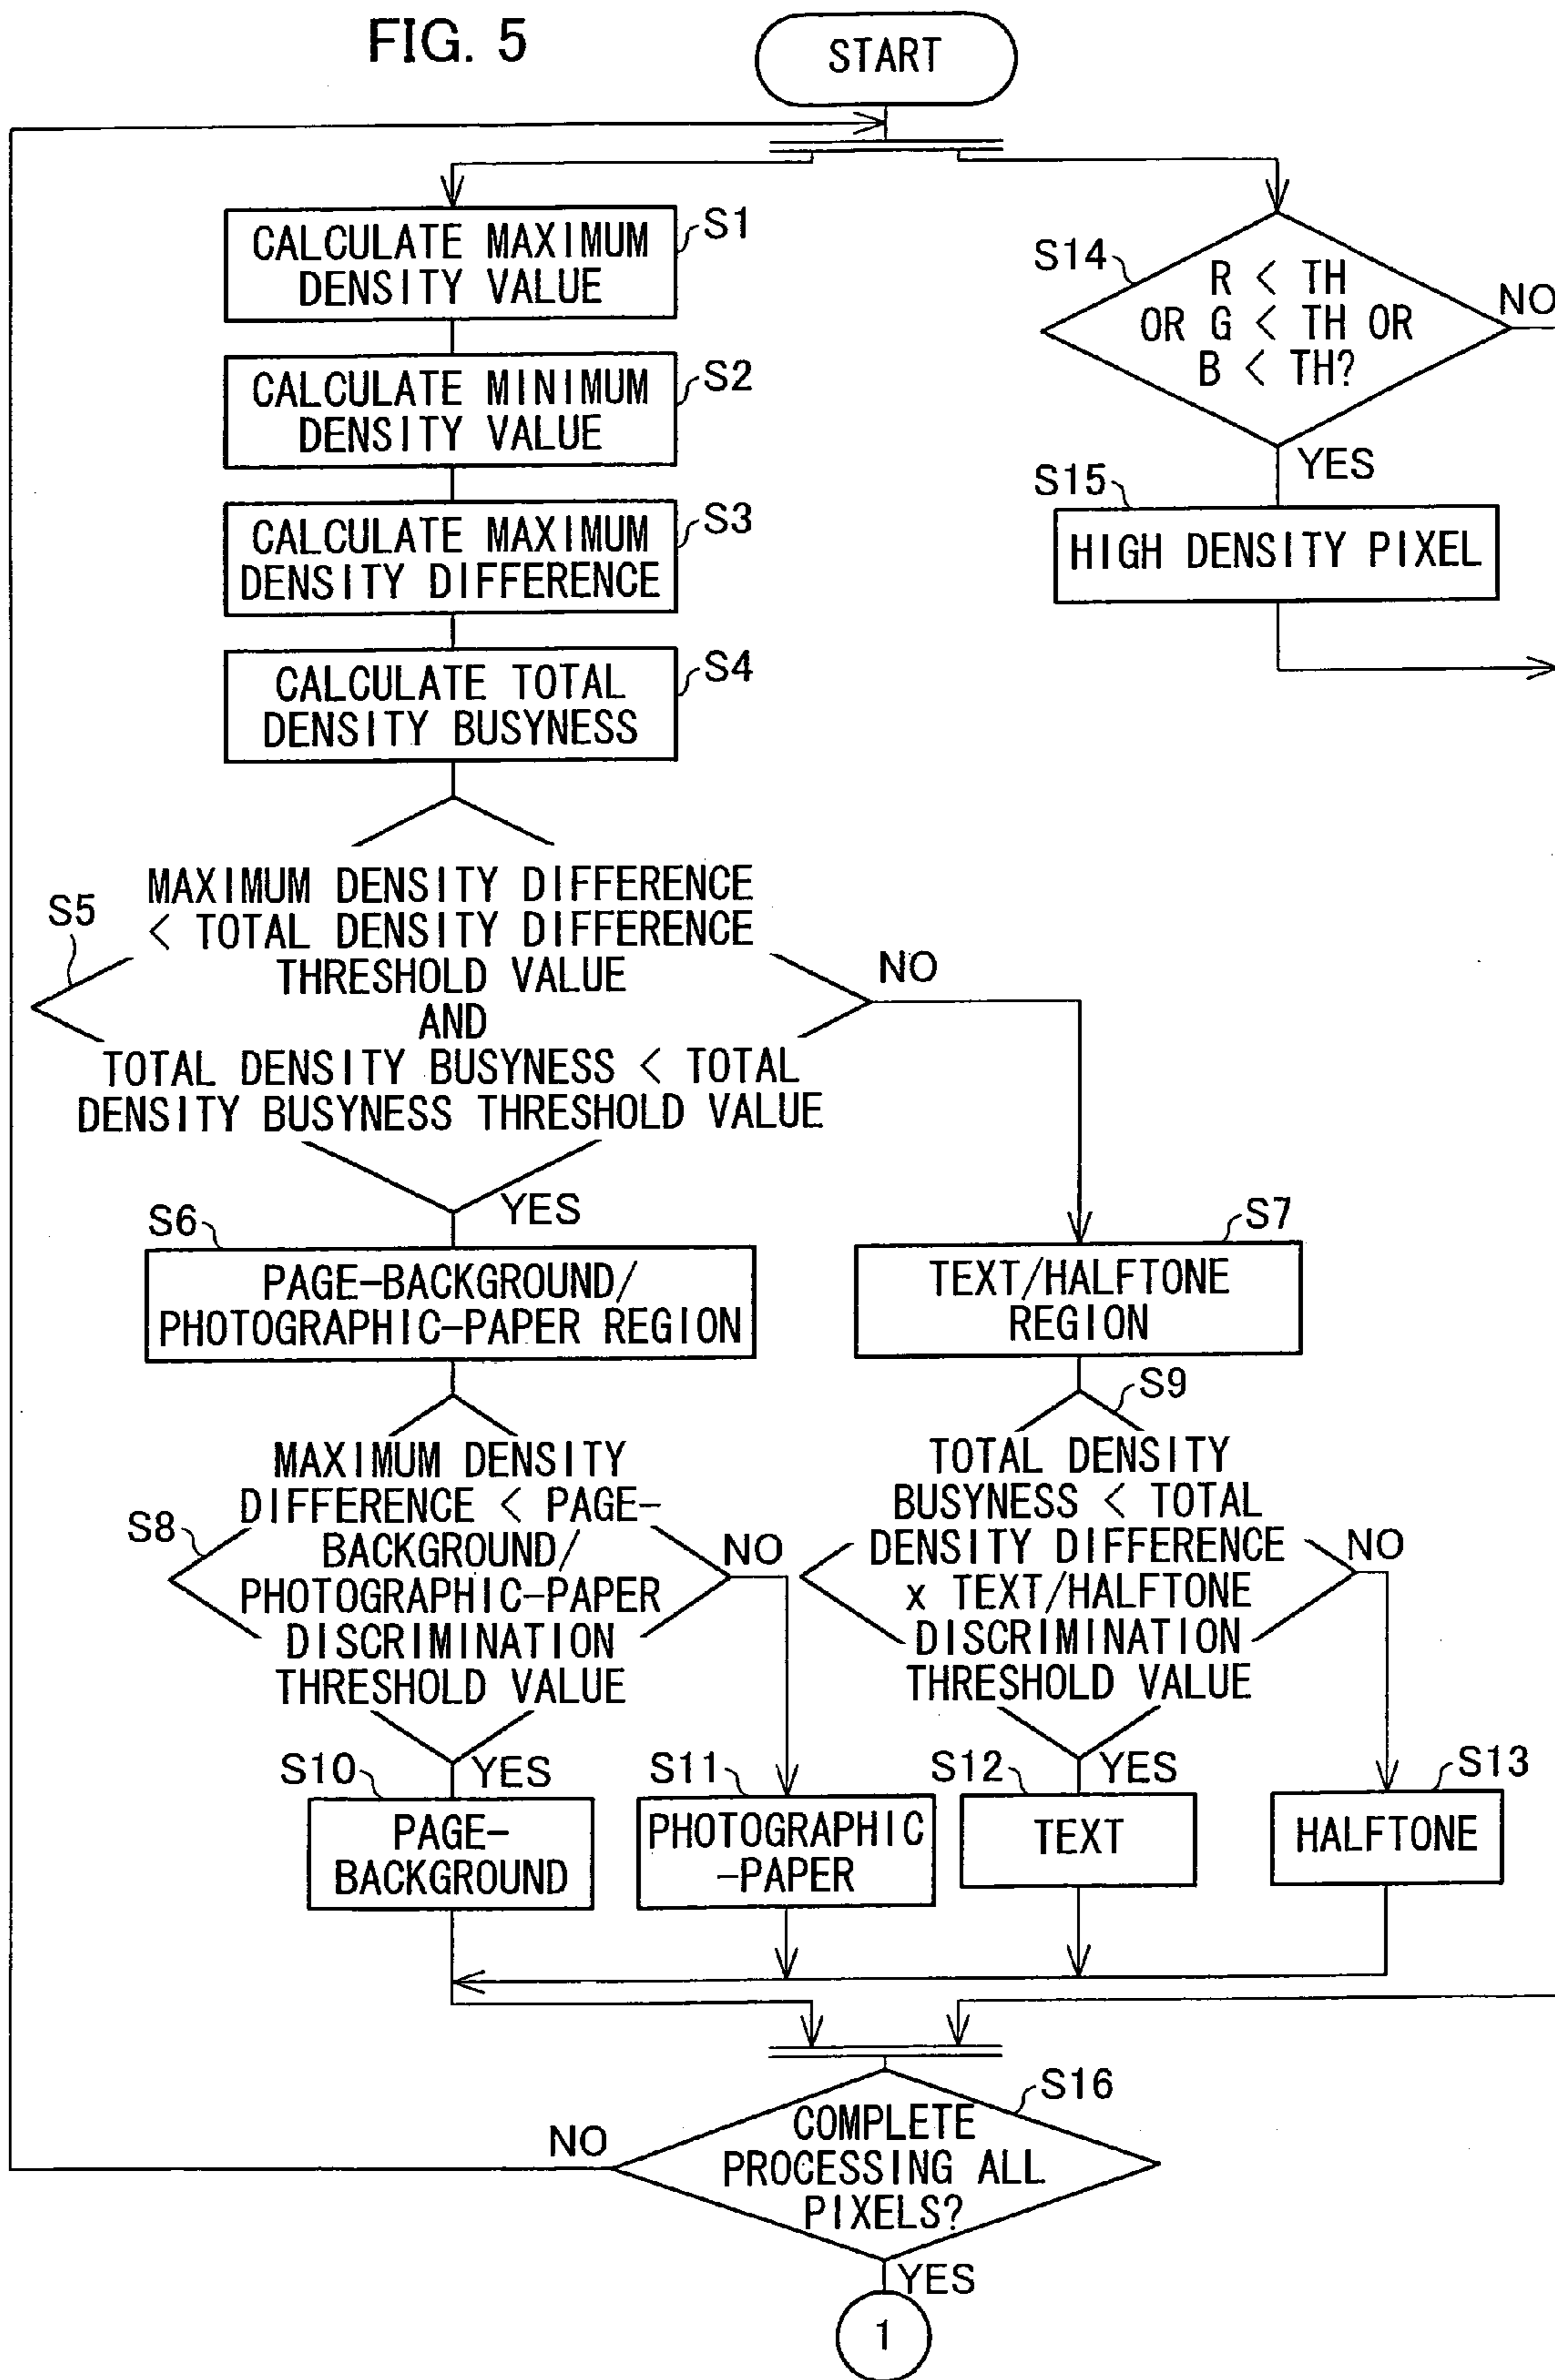 FIG. 5
START
CALCULATE MAXIMUM
DENSITY VALUE
S1
CALCULATE MINIMUM
DENSITY VALUE
S2
CALCULATE MAXIMUM
DENSITY DIFFERENCE
S3
CALCULATE TOTAL
DENSITY BUSYNESS
S4
S14
R < TH
OR G < TH OR
B < TH?
NO
YES
S15
HIGH DENSITY PIXEL
S5
MAXIMUM DENSITY DIFFERENCE
< TOTAL DENSITY DIFFERENCE
THRESHOLD VALUE
AND
TOTAL DENSITY BUSYNESS < TOTAL
DENSITY BUSYNESS THRESHOLD VALUE
NO
YES
S6
PAGE-BACKGROUND/
PHOTOGRAPHIC-PAPER REGION
S7
TEXT/HALFTONE
REGION
S8
MAXIMUM DENSITY
DIFFERENCE < PAGE-
BACKGROUND/
PHOTOGRAPHIC-PAPER
DISCRIMINATION
THRESHOLD VALUE
NO
YES
S9
TOTAL DENSITY
BUSYNESS < TOTAL
DENSITY DIFFERENCE
x TEXT/HALFTONE
DISCRIMINATION
THRESHOLD VALUE
NO
YES
S10
PAGE-
BACKGROUND
S11
PHOTOGRAPHIC
-PAPER
S12
TEXT
S13
HALFTONE
S16
COMPLETE
PROCESSING ALL
PIXELS?
NO
YES
1